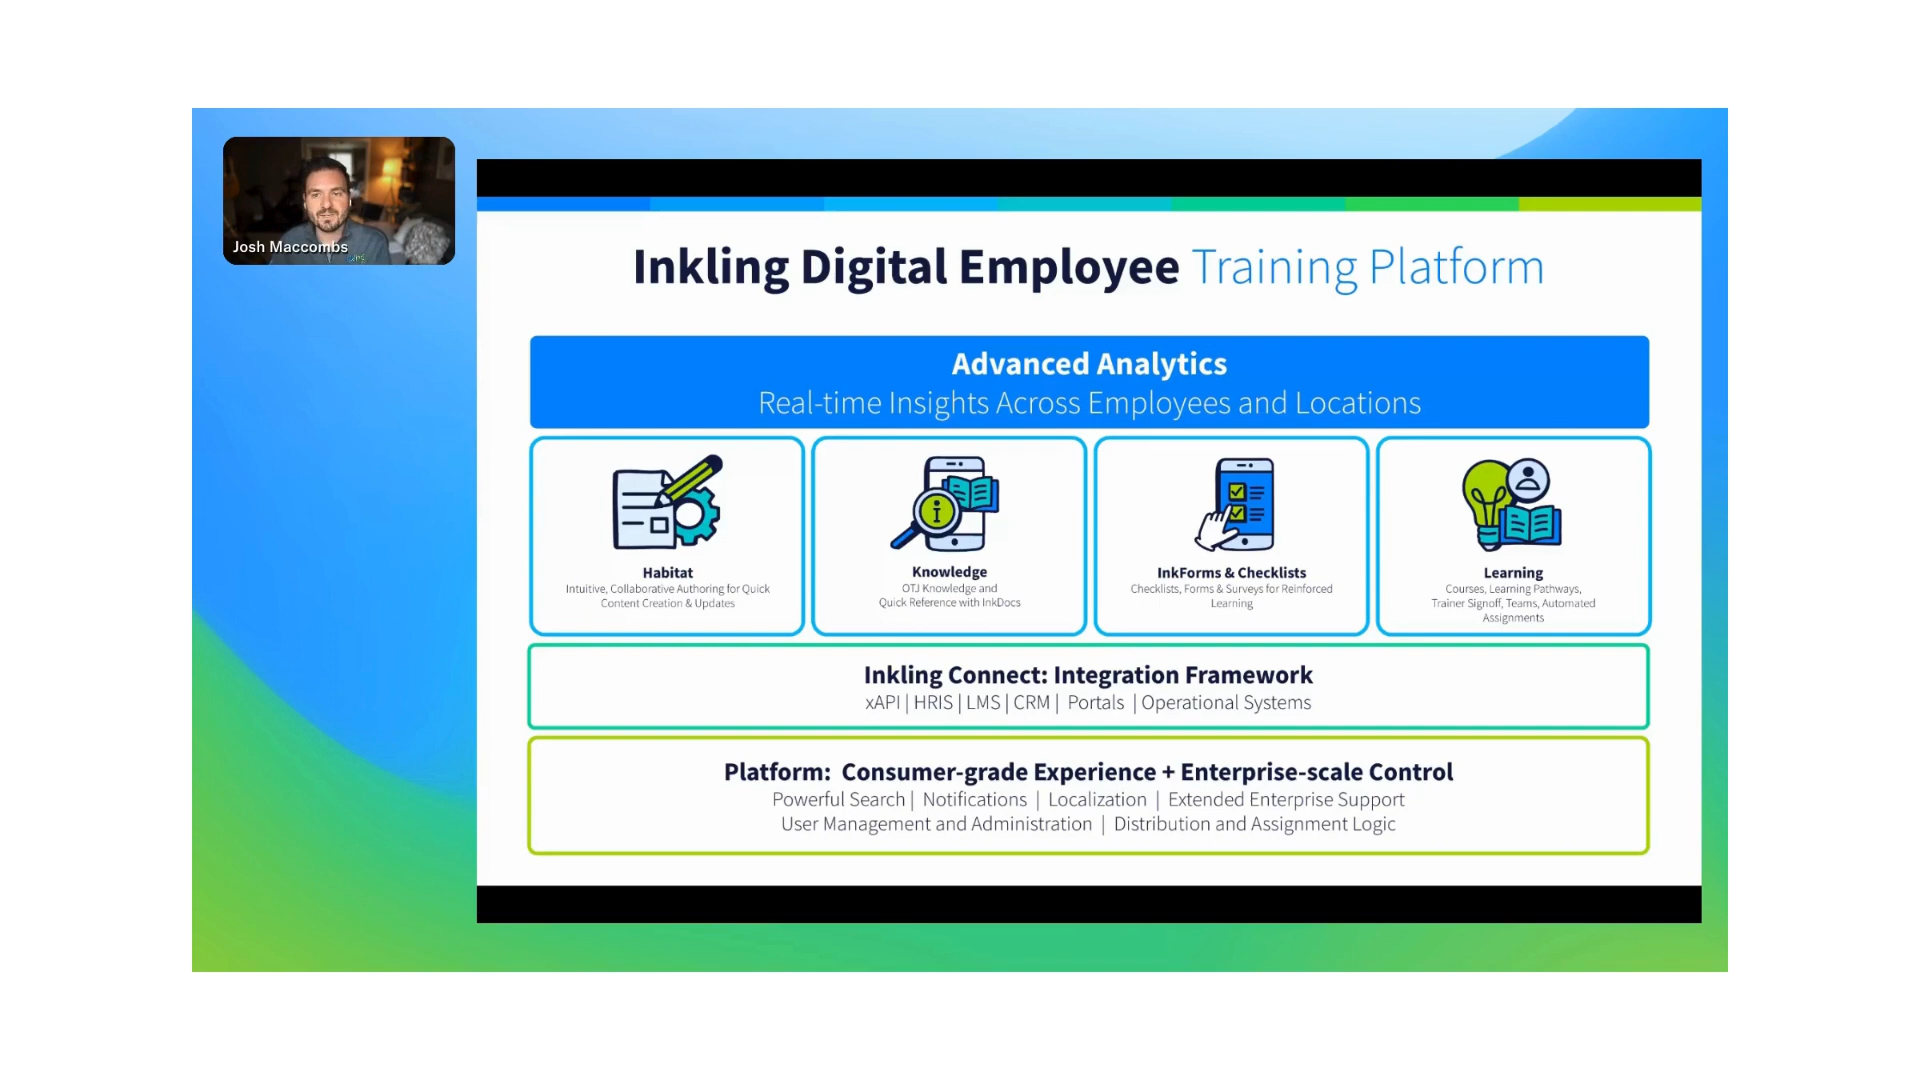 Josh Maccombs
Inkling Digital Employee Training Platform
Advanced Analytics
Real-time Insights Across Employees and Locations
Habitat
Intuitive, Collaborative Authoring for Quick
Content Creation & Updates
Knowledge
OTJ Knowledge and
Quick Reference with InkDocs
InkForms & Checklists
Checklists, Forms & Surveys for Reinforced
Learning
Learning
Courses, Learning Pathways,
Trainer Signoff, Teams, Automated
Assignments
Inkling Connect: Integration Framework
xAPI | HRIS | LMS | CRM | Portals | Operational Systems
Platform: Consumer-grade Experience + Enterprise-scale Control
Powerful Search | Notifications | Localization | Extended Enterprise Support
User Management and Administration | Distribution and Assignment Logic